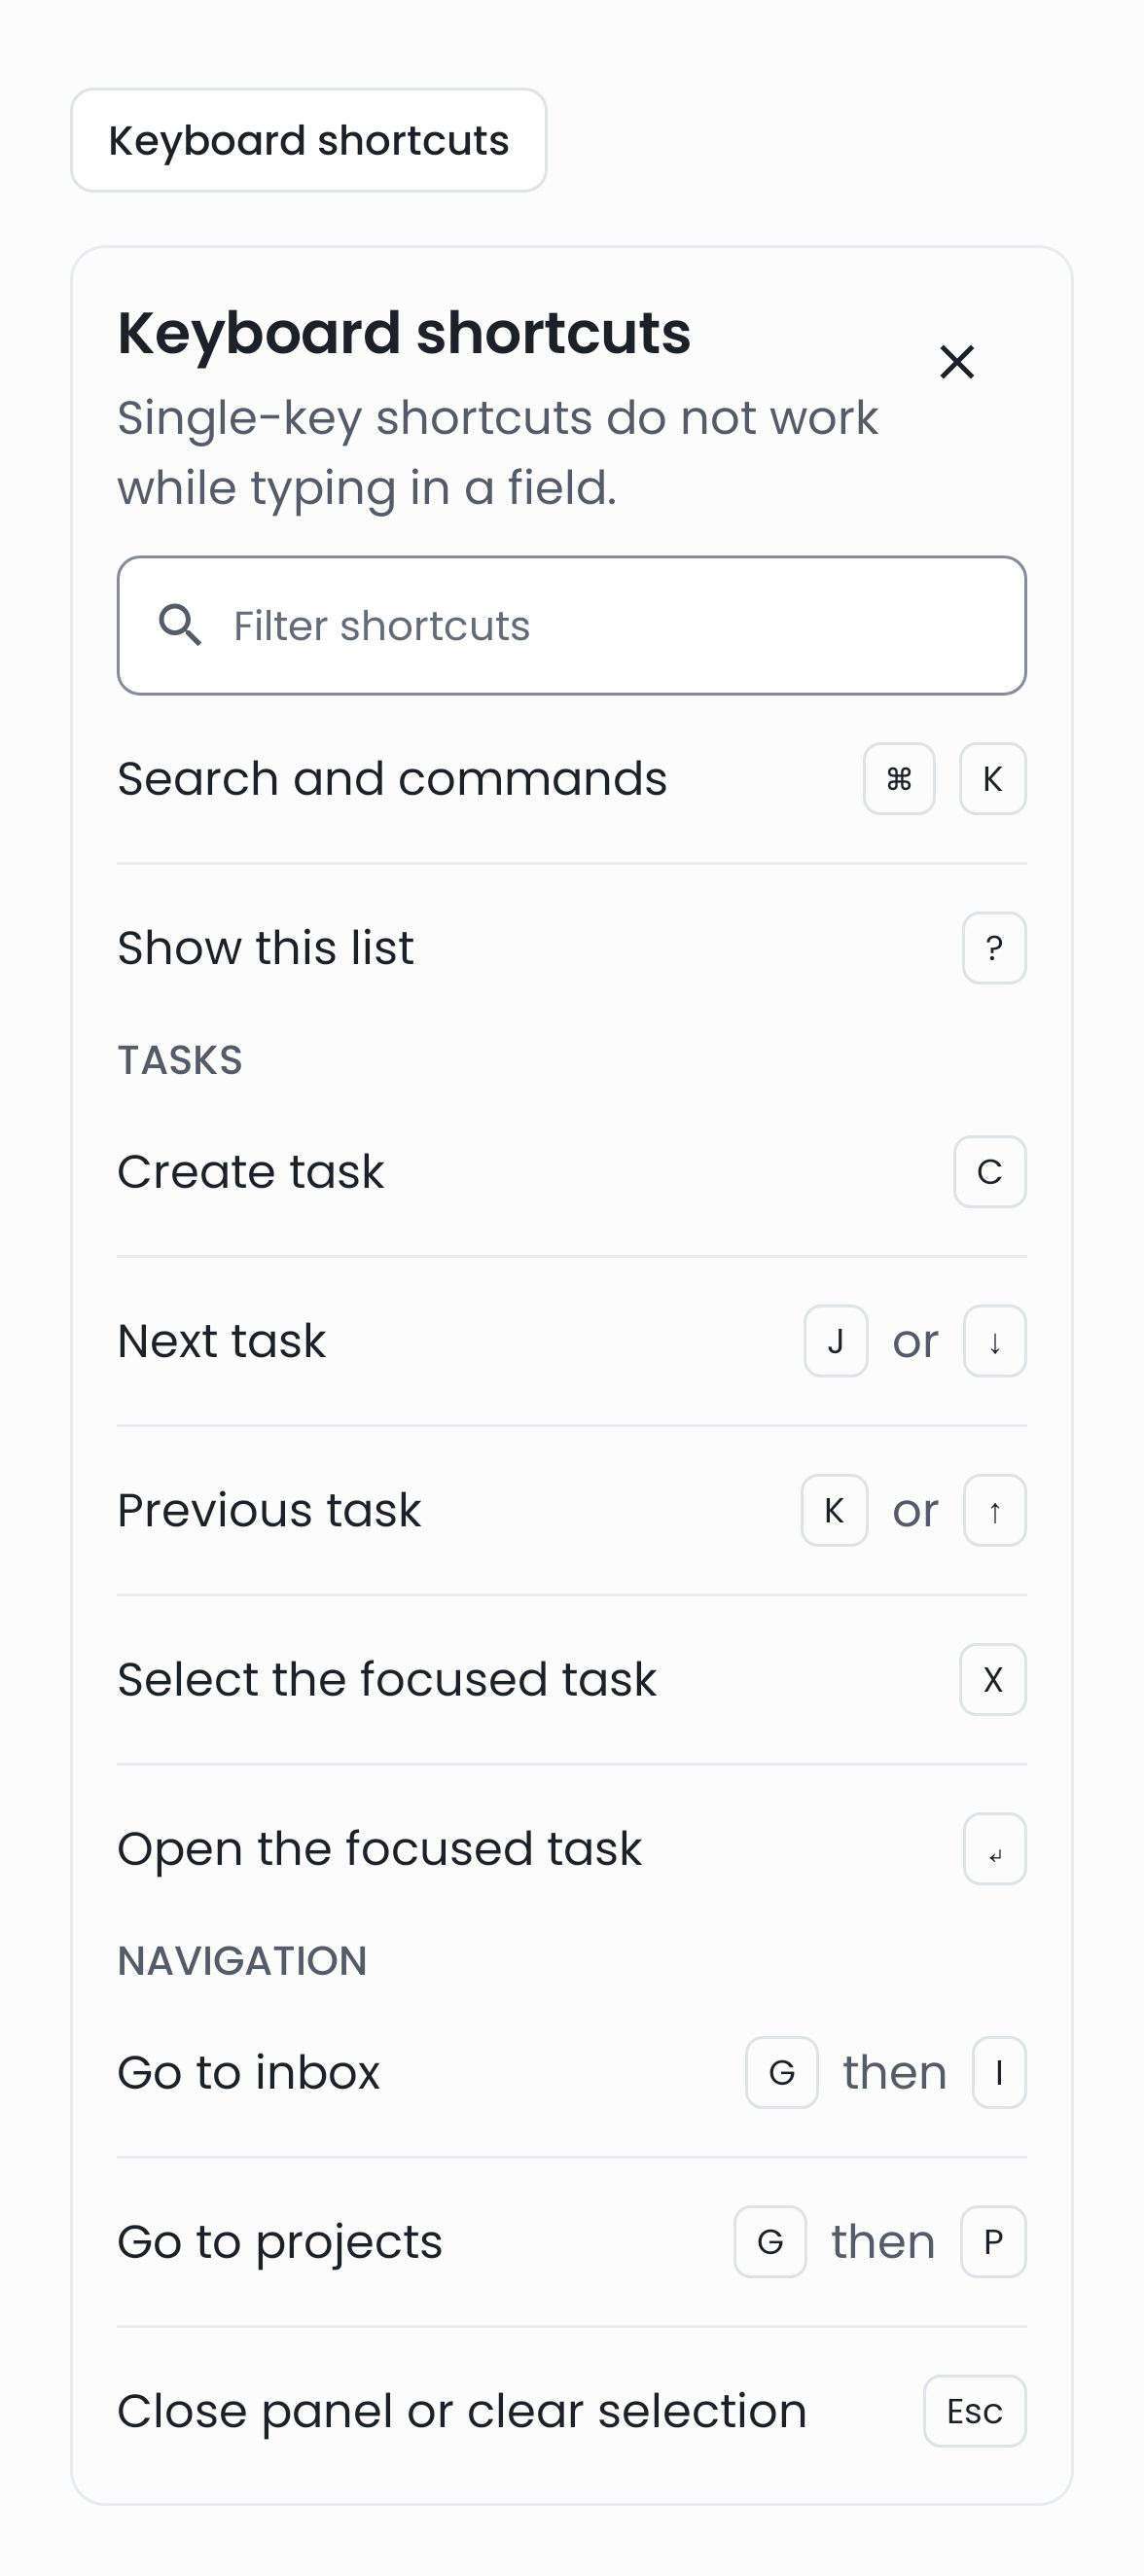 Keyboard shortcuts
Keyboard shortcuts
Single-key shortcuts do not work
while typing in a field.
Filter shortcuts
Search and commands ⌘ K
Show this list ?
TASKS
Create task C
Next task J or ↓
Previous task K or ↑
Select the focused task X
Open the focused task ↵
NAVIGATION
Go to inbox G then I
Go to projects G then P
Close panel or clear selection Esc